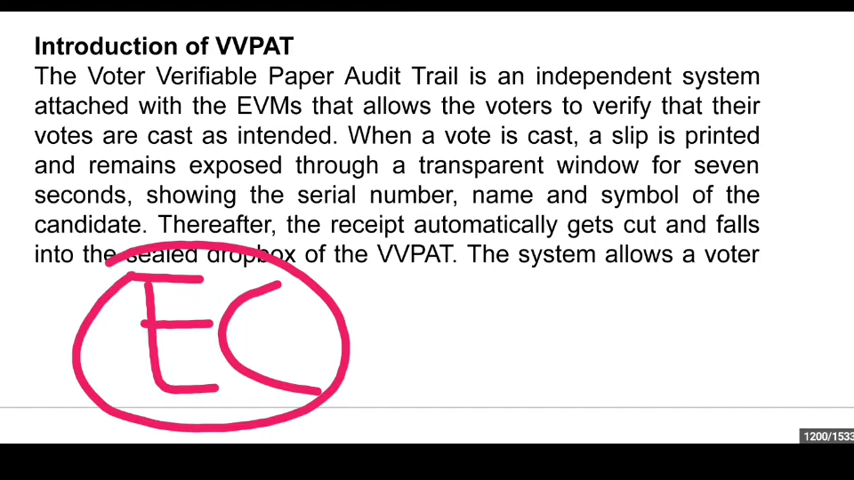 Introduction of VVPAT
The Voter Verifiable Paper Audit Trail is an independent system
attached with the EVMs that allows the voters to verify that their
votes are cast as intended. When a vote is cast, a slip is printed
and remains exposed through a transparent window for seven
seconds, showing the serial number, name and symbol of the
candidate. Thereafter, the receipt automatically gets cut and falls
into the sealed dropbox of the VVPAT. The system allows a voter
EC
1200/1533